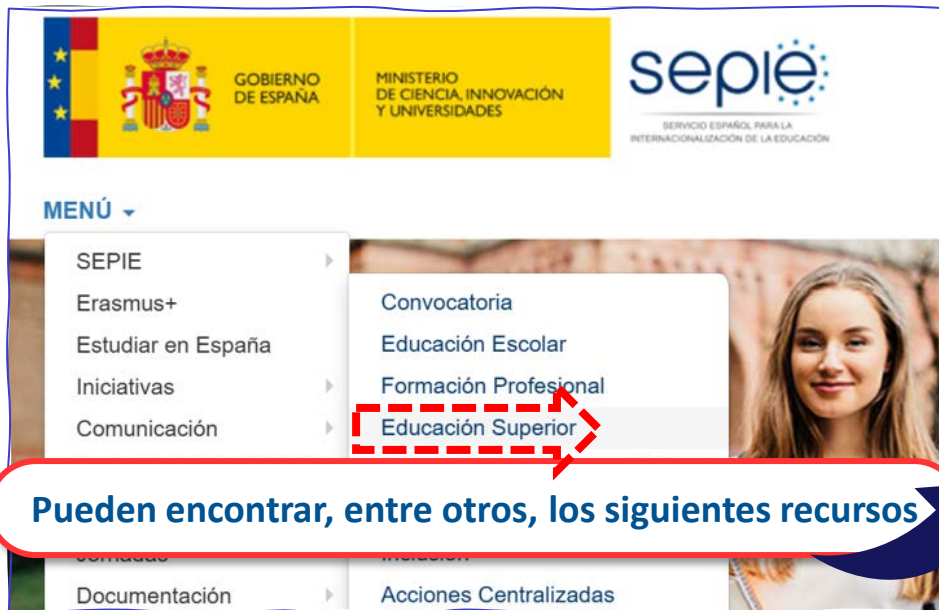 GOBIERNO
DE ESPAÑA
MINISTERIO
DE CIENCIA, INNOVACIÓN
Y UNIVERSIDADES
sepie
SERVICIO ESPAÑOL PARA LA
INTERNACIONALIZACIÓN DE LA EDUCACIÓN
MENÚ
SEPIE
Erasmus+
Estudiar en España
Iniciativas
Comunicación
Convocatoria
Educación Escolar
Formación Profesional
Educación Superior
Pueden encontrar, entre otros, los siguientes recursos
Jornadas
Inclusión
Documentación
Acciones Centralizadas